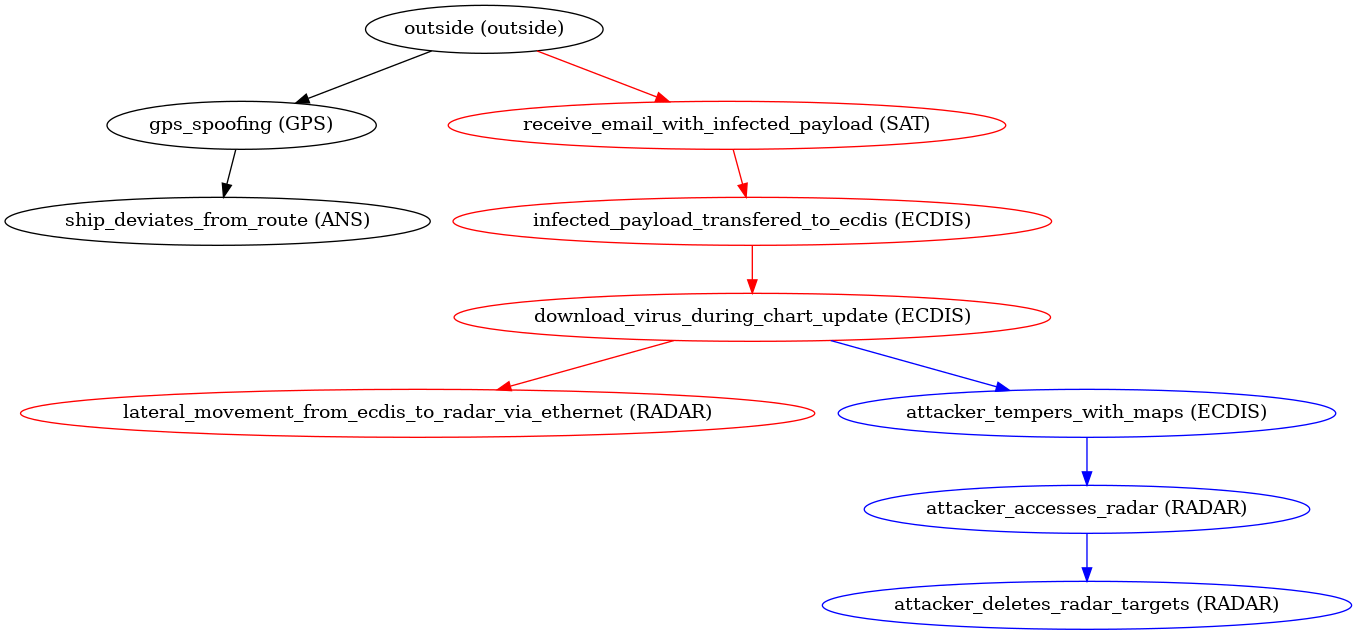 outside (outside)
gps_spoofing (GPS)
receive_email_with_infected_payload (SAT)
ship_deviates_from_route (ANS)
infected_payload_transfered_to_ecdis (ECDIS)
download_virus_during_chart_update (ECDIS)
lateral_movement_from_ecdis_to_radar_via_ethernet (RADAR)
attacker_tempers_with_maps (ECDIS)
attacker_accesses_radar (RADAR)
attacker_deletes_radar_targets (RADAR)